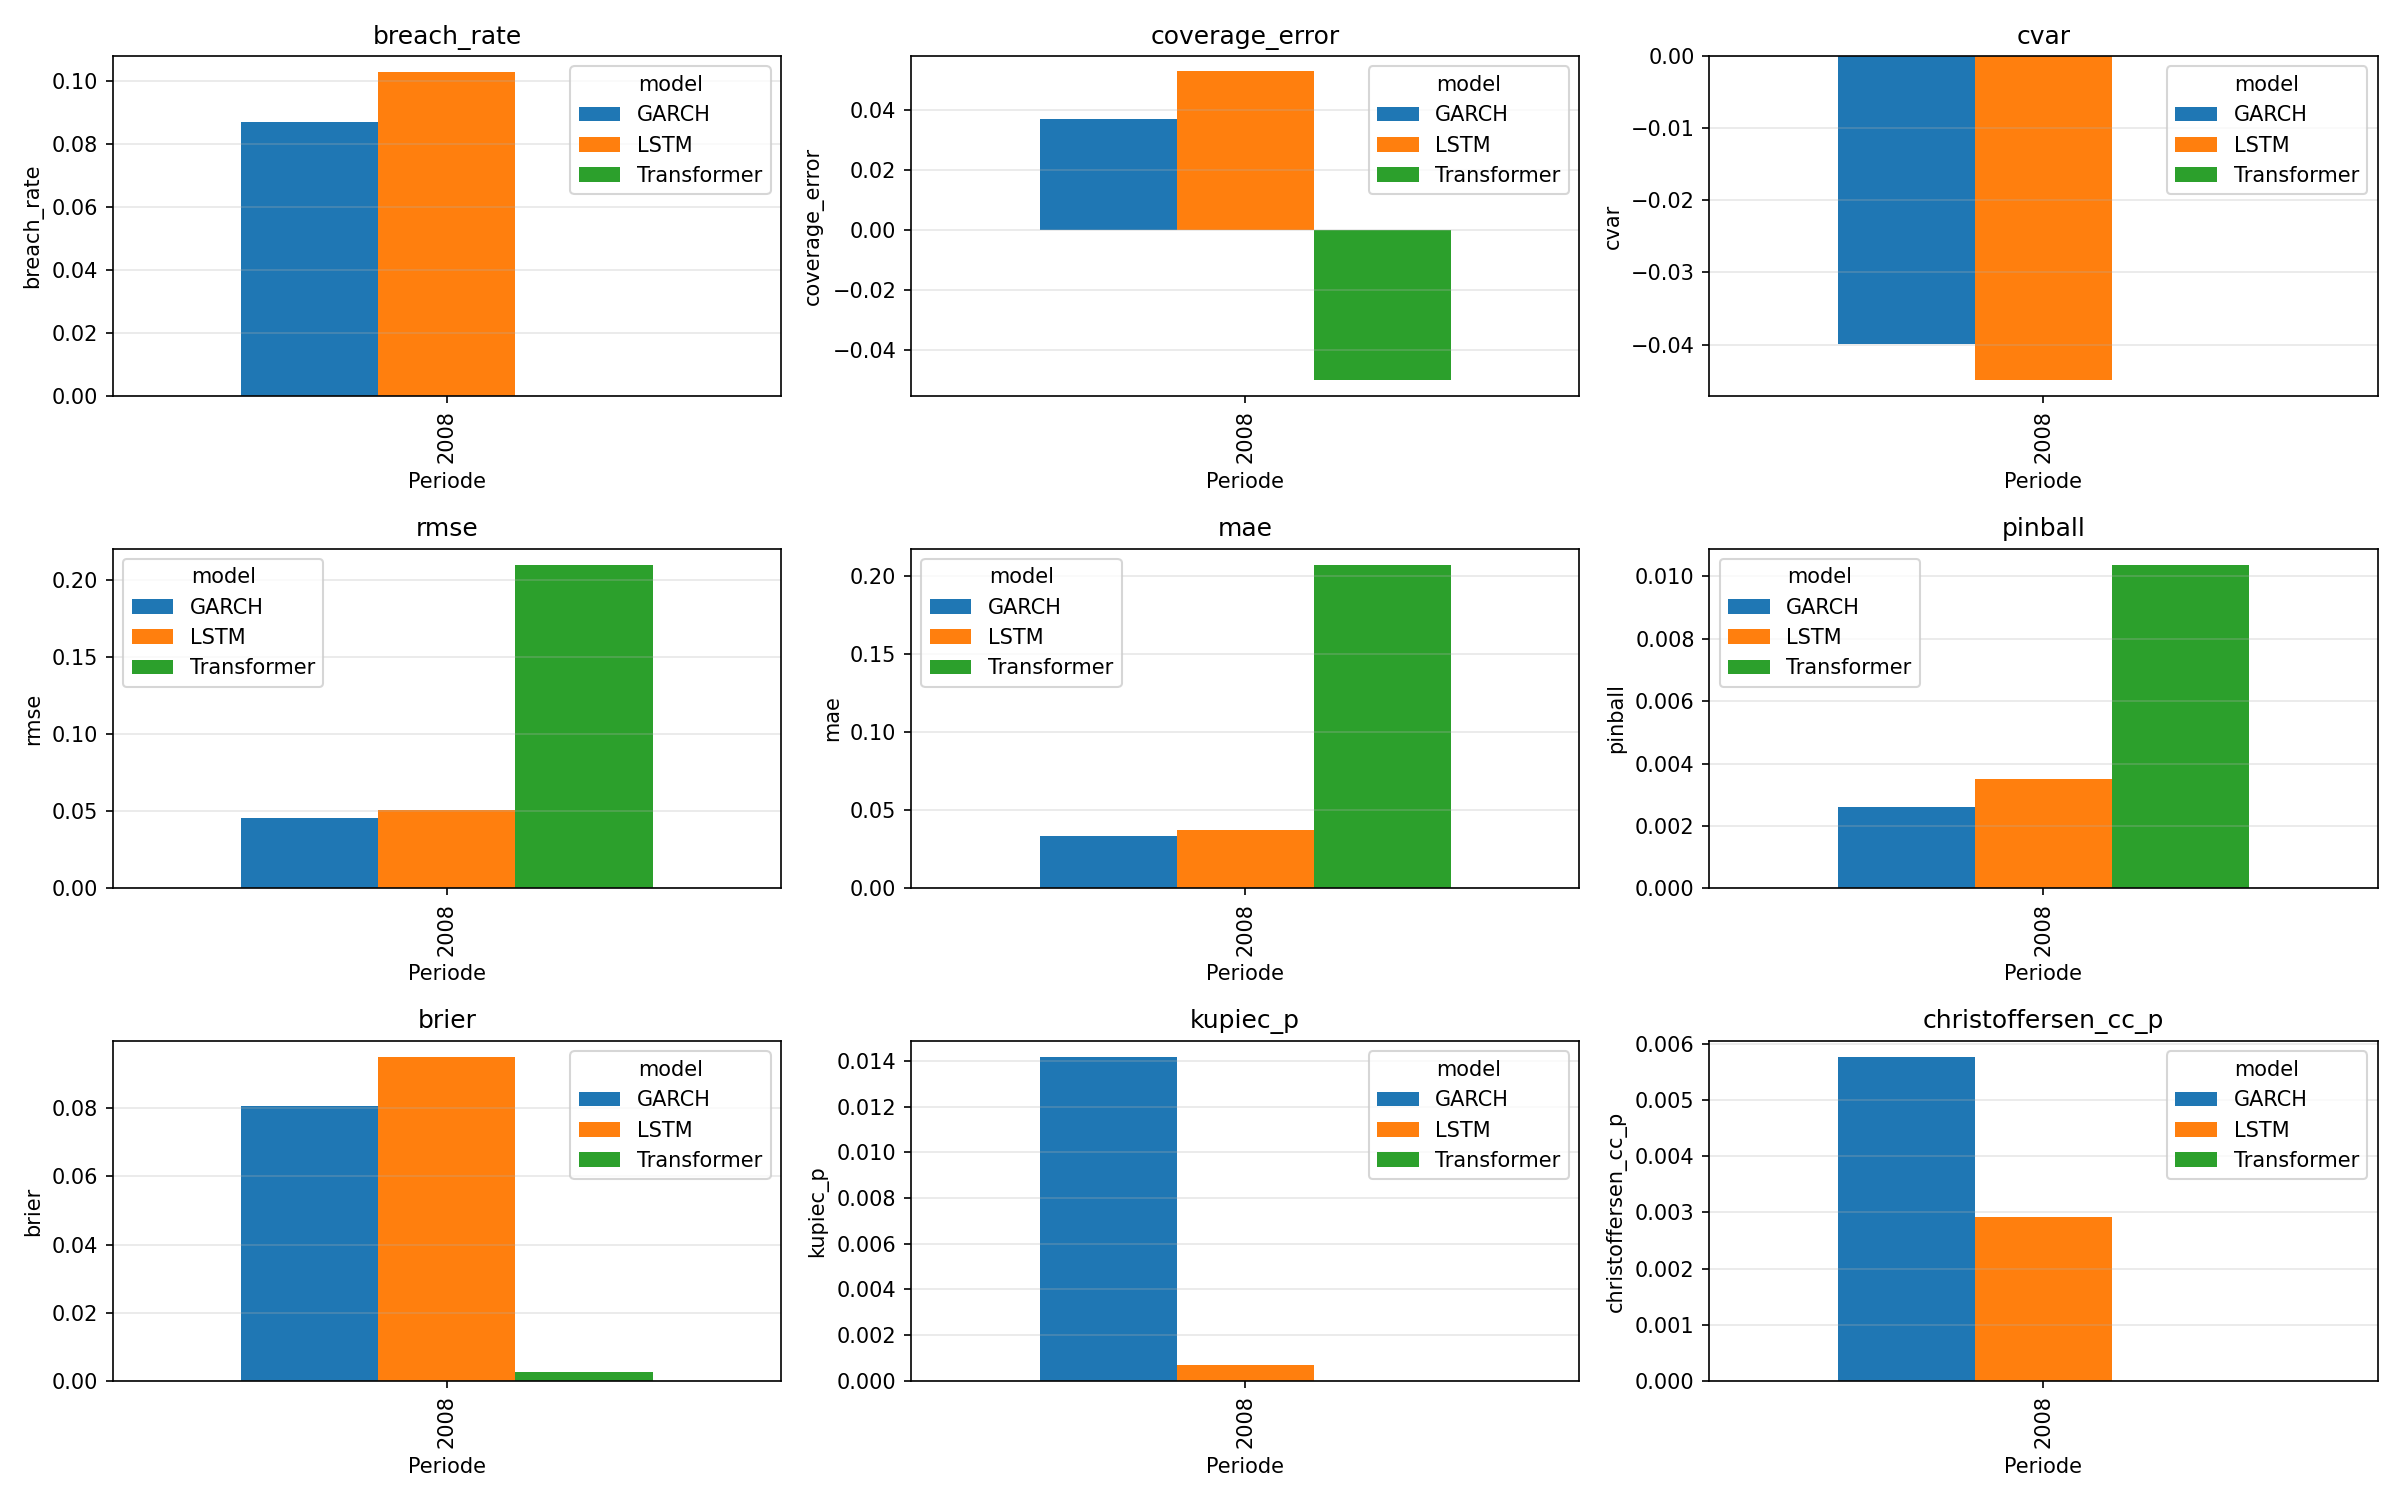 breach_rate
breach_rate
0.10
0.08
0.06
0.04
0.02
0.00
model
GARCH
LSTM
Transformer
2008
Periode
coverage_error
coverage_error
0.04
0.02
0.00
−0.02
−0.04
model
GARCH
LSTM
Transformer
2008
Periode
cvar
cvar
0.00
−0.01
−0.02
−0.03
−0.04
model
GARCH
LSTM
Transformer
2008
Periode
rmse
rmse
0.20
0.15
0.10
0.05
0.00
model
GARCH
LSTM
Transformer
2008
Periode
mae
mae
0.20
0.15
0.10
0.05
0.00
model
GARCH
LSTM
Transformer
2008
Periode
pinball
pinball
0.010
0.008
0.006
0.004
0.002
0.000
model
GARCH
LSTM
Transformer
2008
Periode
brier
brier
0.08
0.06
0.04
0.02
0.00
model
GARCH
LSTM
Transformer
2008
Periode
kupiec_p
kupiec_p
0.014
0.012
0.010
0.008
0.006
0.004
0.002
0.000
model
GARCH
LSTM
Transformer
2008
Periode
christoffersen_cc_p
christoffersen_cc_p
0.006
0.005
0.004
0.003
0.002
0.001
0.000
model
GARCH
LSTM
Transformer
2008
Periode